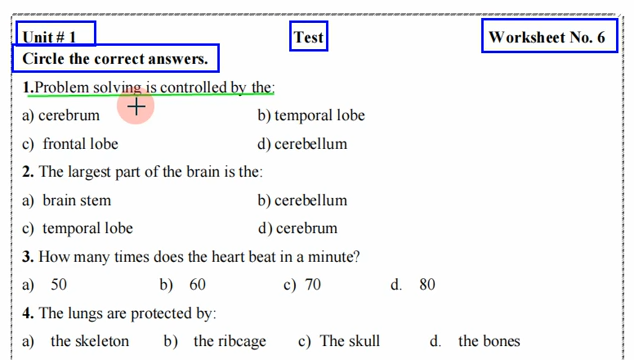 Unit # 1 Test Worksheet No. 6
Circle the correct answers.
1.Problem solving is controlled by the:
a) cerebrum b) temporal lobe
c) frontal lobe d) cerebellum
2. The largest part of the brain is the:
a) brain stem b) cerebellum
c) temporal lobe d) cerebrum
3. How many times does the heart beat in a minute?
a) 50 b) 60 c) 70 d. 80
4. The lungs are protected by:
a) the skeleton b) the ribcage c) The skull d. the bones